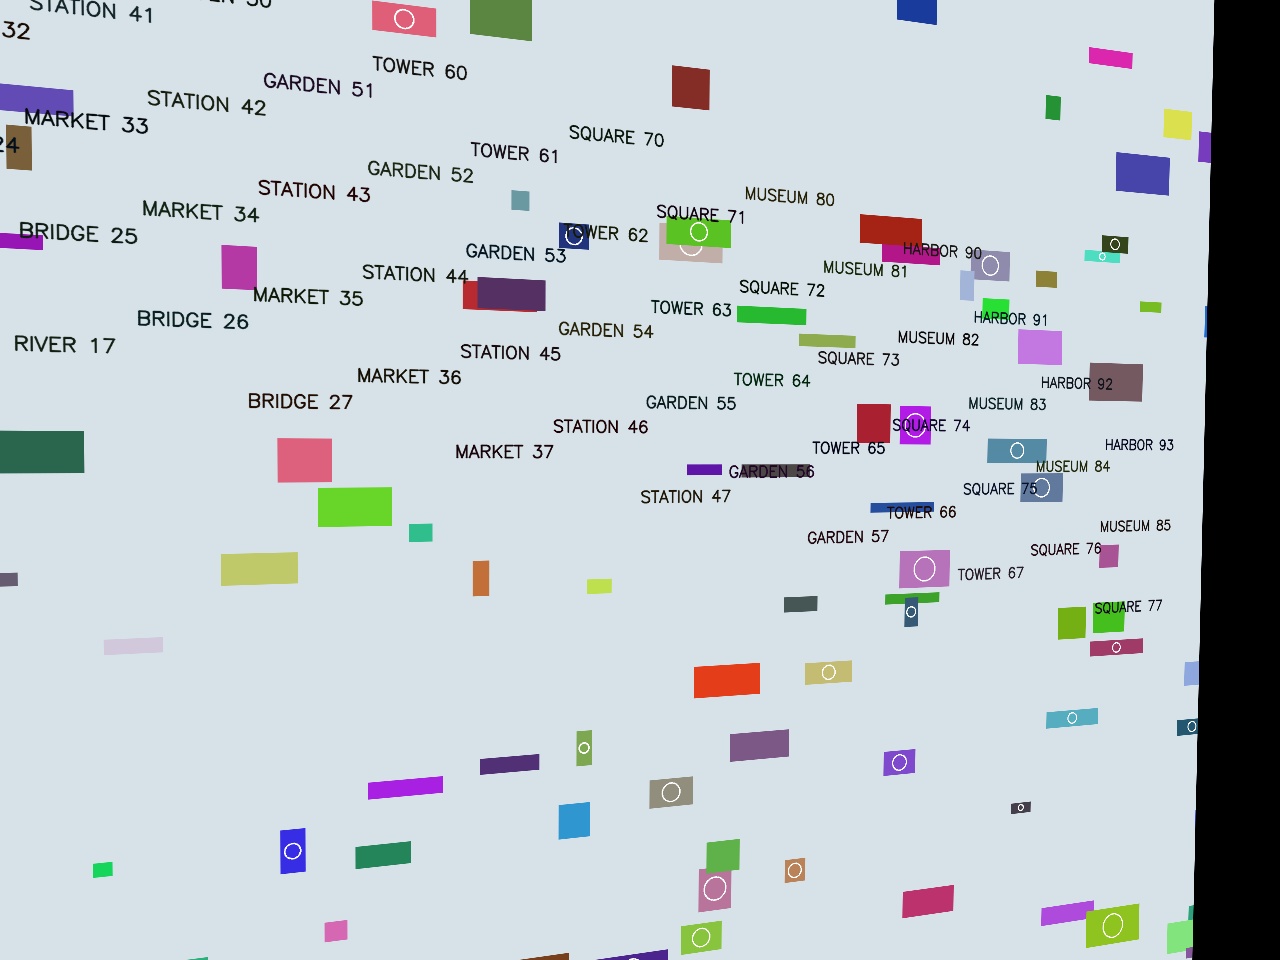 STATION 41
32
TOWER 60
GARDEN 51
STATION 42
MARKET 33
24
SQUARE 70
TOWER 61
GARDEN 52
STATION 43
MUSEUM 80
MARKET 34
SQUARE 71
BRIDGE 25
TOWER 62
HARBOR 90
GARDEN 53
MUSEUM 81
STATION 44
SQUARE 72
MARKET 35
TOWER 63
HARBOR 91
BRIDGE 26
GARDEN 54
MUSEUM 82
RIVER 17
STATION 45
SQUARE 73
MARKET 36
TOWER 64
HARBOR 92
BRIDGE 27
GARDEN 55
MUSEUM 83
STATION 46
SQUARE 74
HARBOR 93
MARKET 37
TOWER 65
MUSEUM 84
GARDEN 56
SQUARE 75
STATION 47
TOWER 66
MUSEUM 85
GARDEN 57
SQUARE 76
TOWER 67
SQUARE 77